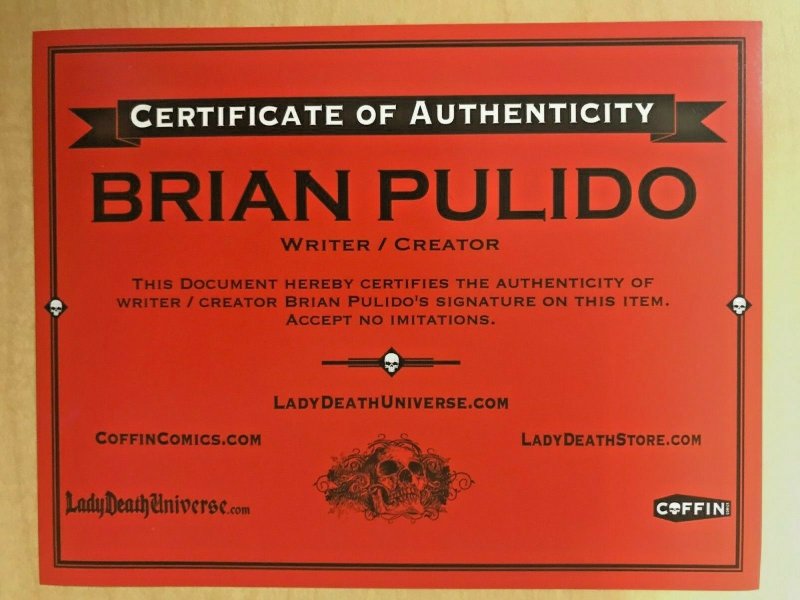 CERTIFICATE OF AUTHENTICITY
BRIAN PULIDO
WRITER / CREATOR
THIS DOCUMENT HEREBY CERTIFIES THE AUTHENTICITY OF
WRITER / CREATOR BRIAN PULIDO'S SIGNATURE ON THIS ITEM.
ACCEPT NO IMITATIONS.
LADYDEATHUNIVERSE.COM
COFFINCOMICS.COM
LADYDEATHSTORE.COM
LadyDeathUniverse.com
COFFIN